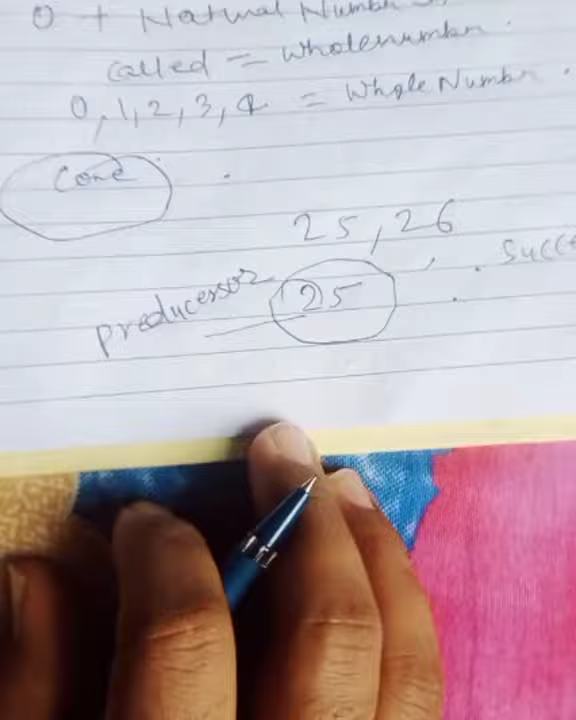 0 + Natural Number
called = wholenumber.
0, 1, 2, 3, 4 = Whole Number.
Cone
25, 26
producessor 25